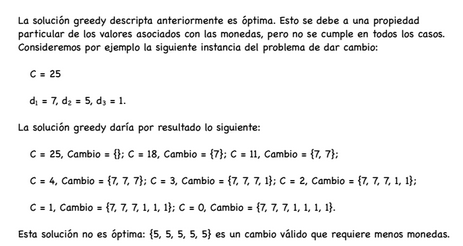 La solución greedy descripta anteriormente es óptima. Esto se debe a una propiedad
particular de los valores asociados con las monedas, pero no se cumple en todos los casos.
Consideremos por ejemplo la siguiente instancia del problema de dar cambio:
C = 25
d₁ = 7, d₂ = 5, d₃ = 1.
La solución greedy daría por resultado lo siguiente:
C = 25, Cambio = {}; C = 18, Cambio = {7}; C = 11, Cambio = {7, 7};
C = 4, Cambio = {7, 7, 7}; C = 3, Cambio = {7, 7, 7, 1}; C = 2, Cambio = {7, 7, 7, 1, 1};
C = 1, Cambio = {7, 7, 7, 1, 1, 1}; C = 0, Cambio = {7, 7, 7, 1, 1, 1, 1}.
Esta solución no es óptima: {5, 5, 5, 5, 5} es un cambio válido que requiere menos monedas.